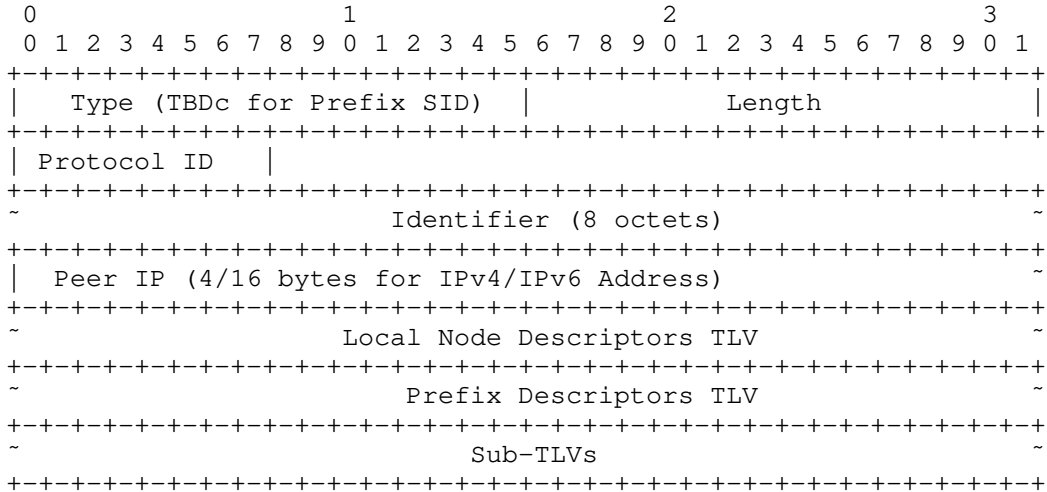 0                   1                   2                   3
 0 1 2 3 4 5 6 7 8 9 0 1 2 3 4 5 6 7 8 9 0 1 2 3 4 5 6 7 8 9 0 1
+-+-+-+-+-+-+-+-+-+-+-+-+-+-+-+-+-+-+-+-+-+-+-+-+-+-+-+-+-+-+-+-+
|   Type (TBDc for Prefix SID)  |            Length             |
+-+-+-+-+-+-+-+-+-+-+-+-+-+-+-+-+-+-+-+-+-+-+-+-+-+-+-+-+-+-+-+-+
| Protocol ID   |
+-+-+-+-+-+-+-+-+-+-+-+-+-+-+-+-+-+-+-+-+-+-+-+-+-+-+-+-+-+-+-+-+
~                       Identifier (8 octets)                   ~
+-+-+-+-+-+-+-+-+-+-+-+-+-+-+-+-+-+-+-+-+-+-+-+-+-+-+-+-+-+-+-+-+
|  Peer IP (4/16 bytes for IPv4/IPv6 Address)                   ~
+-+-+-+-+-+-+-+-+-+-+-+-+-+-+-+-+-+-+-+-+-+-+-+-+-+-+-+-+-+-+-+-+
~                    Local Node Descriptors TLV                 ~
+-+-+-+-+-+-+-+-+-+-+-+-+-+-+-+-+-+-+-+-+-+-+-+-+-+-+-+-+-+-+-+-+
~                        Prefix Descriptors TLV                 ~
+-+-+-+-+-+-+-+-+-+-+-+-+-+-+-+-+-+-+-+-+-+-+-+-+-+-+-+-+-+-+-+-+
~                            Sub-TLVs                           ~
+-+-+-+-+-+-+-+-+-+-+-+-+-+-+-+-+-+-+-+-+-+-+-+-+-+-+-+-+-+-+-+-+